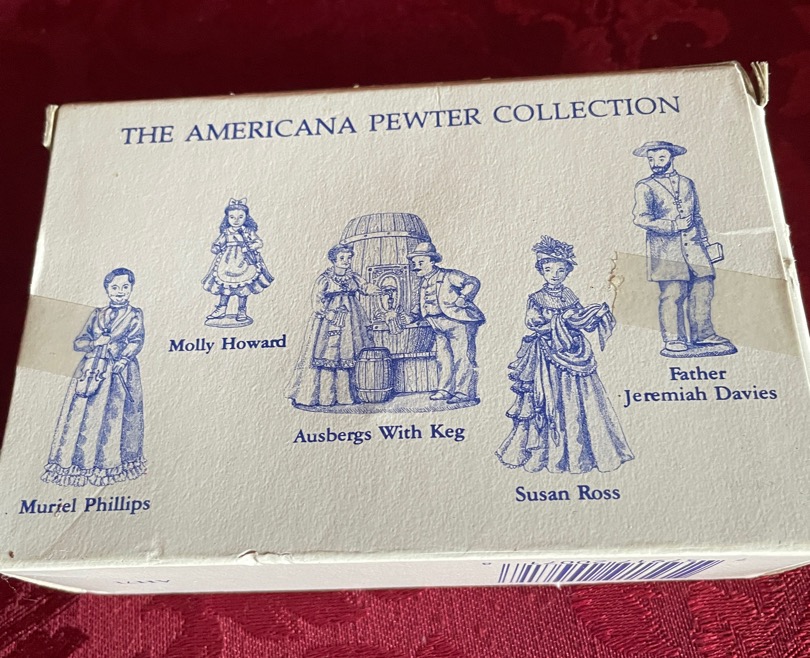 THE AMERICANA PEWTER COLLECTION
Molly Howard
Father
Jeremiah Davies
Ausbergs With Keg
Susan Ross
Muriel Phillips